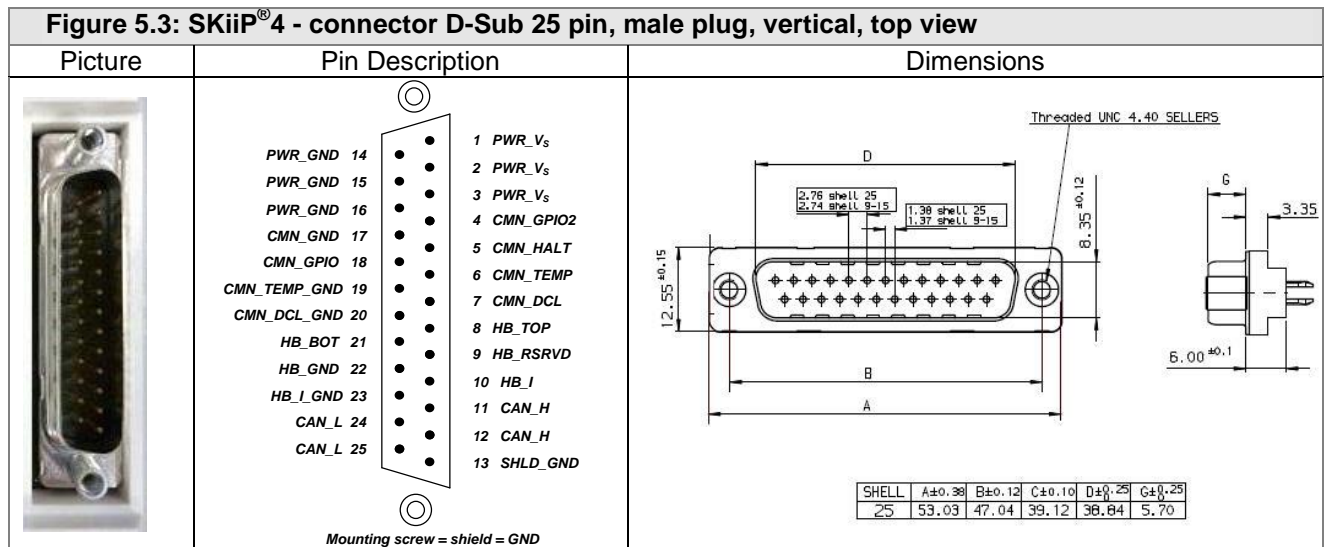 Figure 5.3: SKiiP®4 - connector D-Sub 25 pin, male plug, vertical, top view
Picture
Pin Description
Dimensions
PWR_GND 14
PWR_GND 15
PWR_GND 16
CMN_GND 17
CMN_GPIO 18
CMN_TEMP_GND 19
CMN_DCL_GND 20
HB_BOT 21
HB_GND 22
HB_I_GND 23
CAN_L 24
CAN_L 25
1 PWR_Vs
2 PWR_Vs
3 PWR_Vs
4 CMN_GPIO2
5 CMN_HALT
6 CMN_TEMP
7 CMN_DCL
8 HB_TOP
9 HB_RSRVD
10 HB_I
11 CAN_H
12 CAN_H
13 SHLD_GND
Mounting screw = shield = GND
Threaded UNC 4.40 SELLERS
D
2.76 shell 25
2.74 shell 9-15
1.38 shell 25
1.37 shell 9-15
8.35 ±0.12
12.55 ±0.15
B
A
G
3.35
6.00 ±0.1
SHELL A±0.38 B±0.12 C±0.10 D±0.25 0 G±0.25 0
25 53.03 47.04 39.12 38.84 5.70